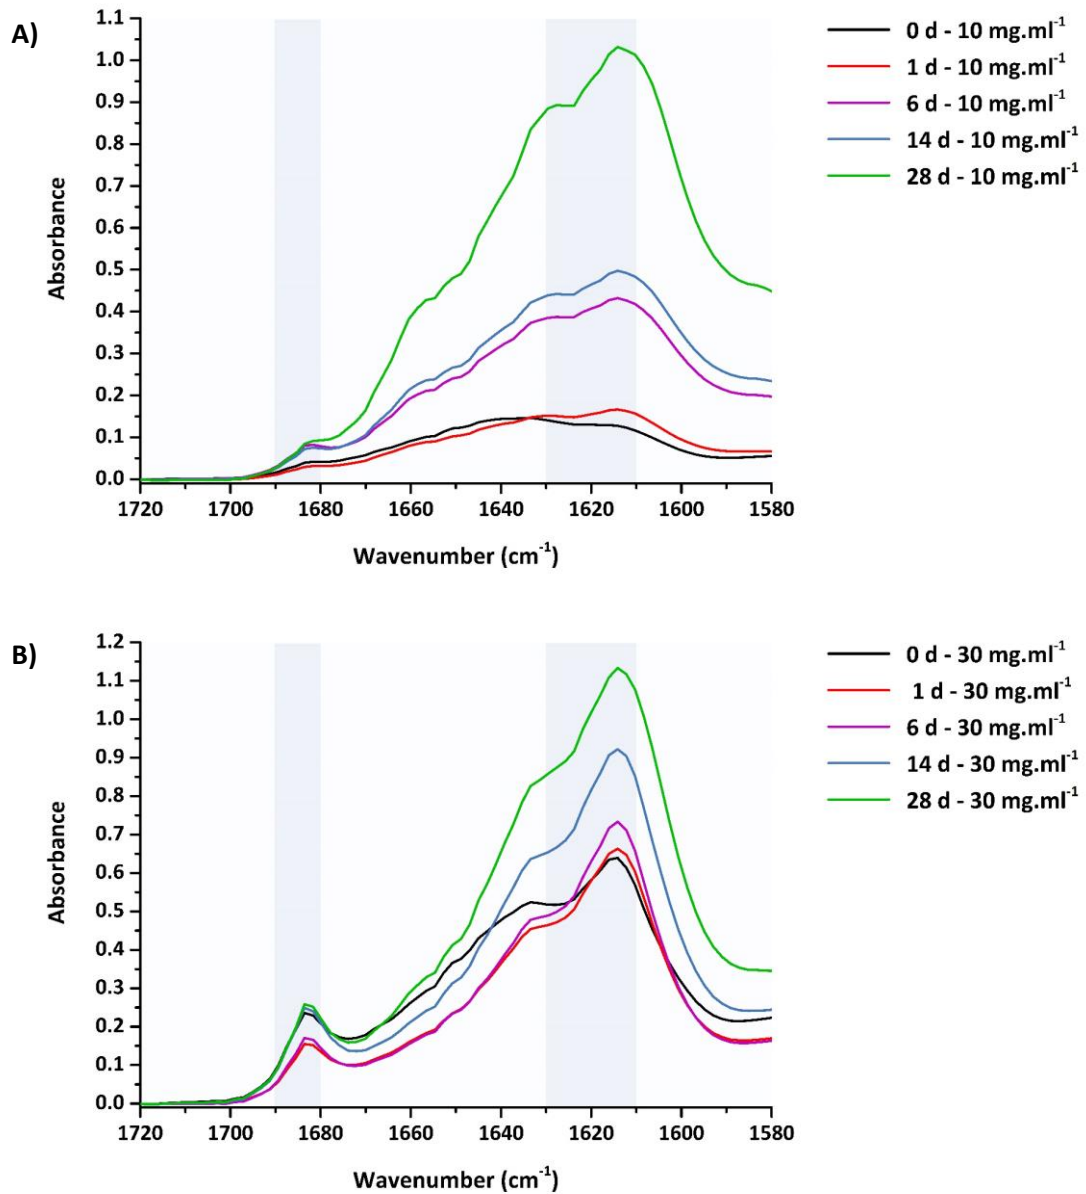 A)
1.1
1.0
0.9
0.8
0.7
0.6
0.5
0.4
0.3
0.2
0.1
0.0
Absorbance
1720 1700 1680 1660 1640 1620 1600 1580
Wavenumber (cm⁻¹)
0 d - 10 mg.ml⁻¹
1 d - 10 mg.ml⁻¹
6 d - 10 mg.ml⁻¹
14 d - 10 mg.ml⁻¹
28 d - 10 mg.ml⁻¹
B)
1.2
1.1
1.0
0.9
0.8
0.7
0.6
0.5
0.4
0.3
0.2
0.1
0.0
Absorbance
1720 1700 1680 1660 1640 1620 1600 1580
Wavenumber (cm⁻¹)
0 d - 30 mg.ml⁻¹
1 d - 30 mg.ml⁻¹
6 d - 30 mg.ml⁻¹
14 d - 30 mg.ml⁻¹
28 d - 30 mg.ml⁻¹